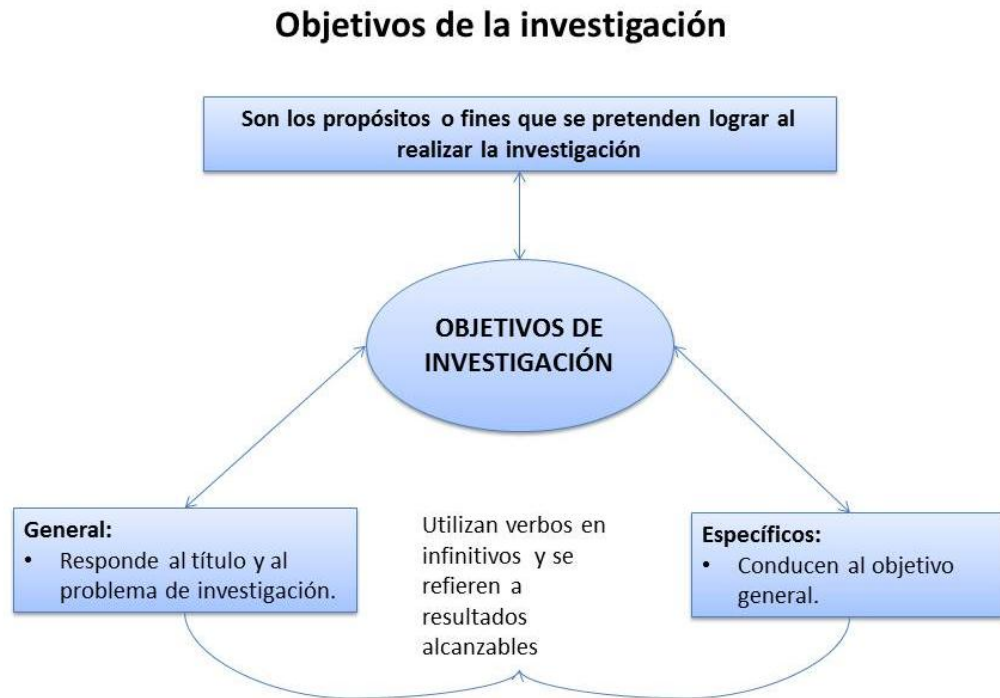 Objetivos de la investigación
Son los propósitos o fines que se pretenden lograr al
realizar la investigación
OBJETIVOS DE
INVESTIGACIÓN
General:
• Responde al título y al
problema de investigación.
Utilizan verbos en
infinitivos y se
refieren a
resultados
alcanzables
Específicos:
• Conducen al objetivo
general.